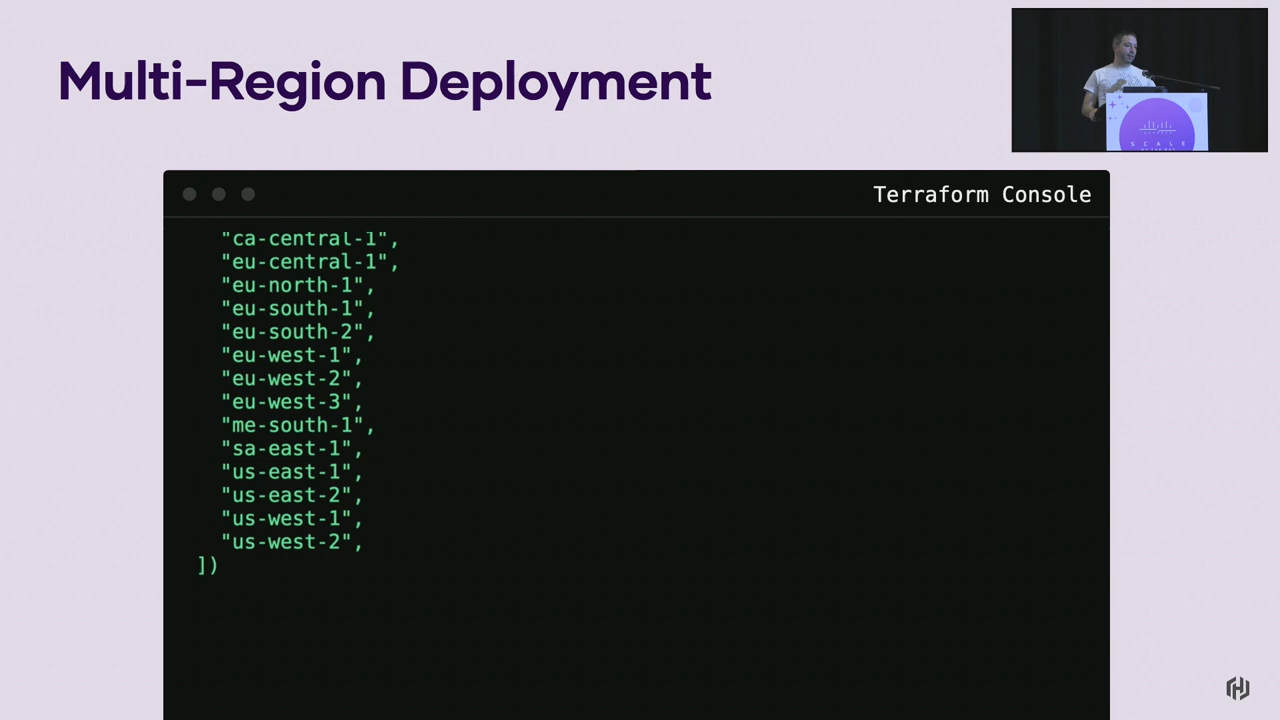 Multi-Region Deployment
SCALE
Terraform Console
"ca-central-1",
"eu-central-1",
"eu-north-1",
"eu-south-1",
"eu-south-2",
"eu-west-1",
"eu-west-2",
"eu-west-3",
"me-south-1",
"sa-east-1",
"us-east-1",
"us-east-2",
"us-west-1",
"us-west-2",
])